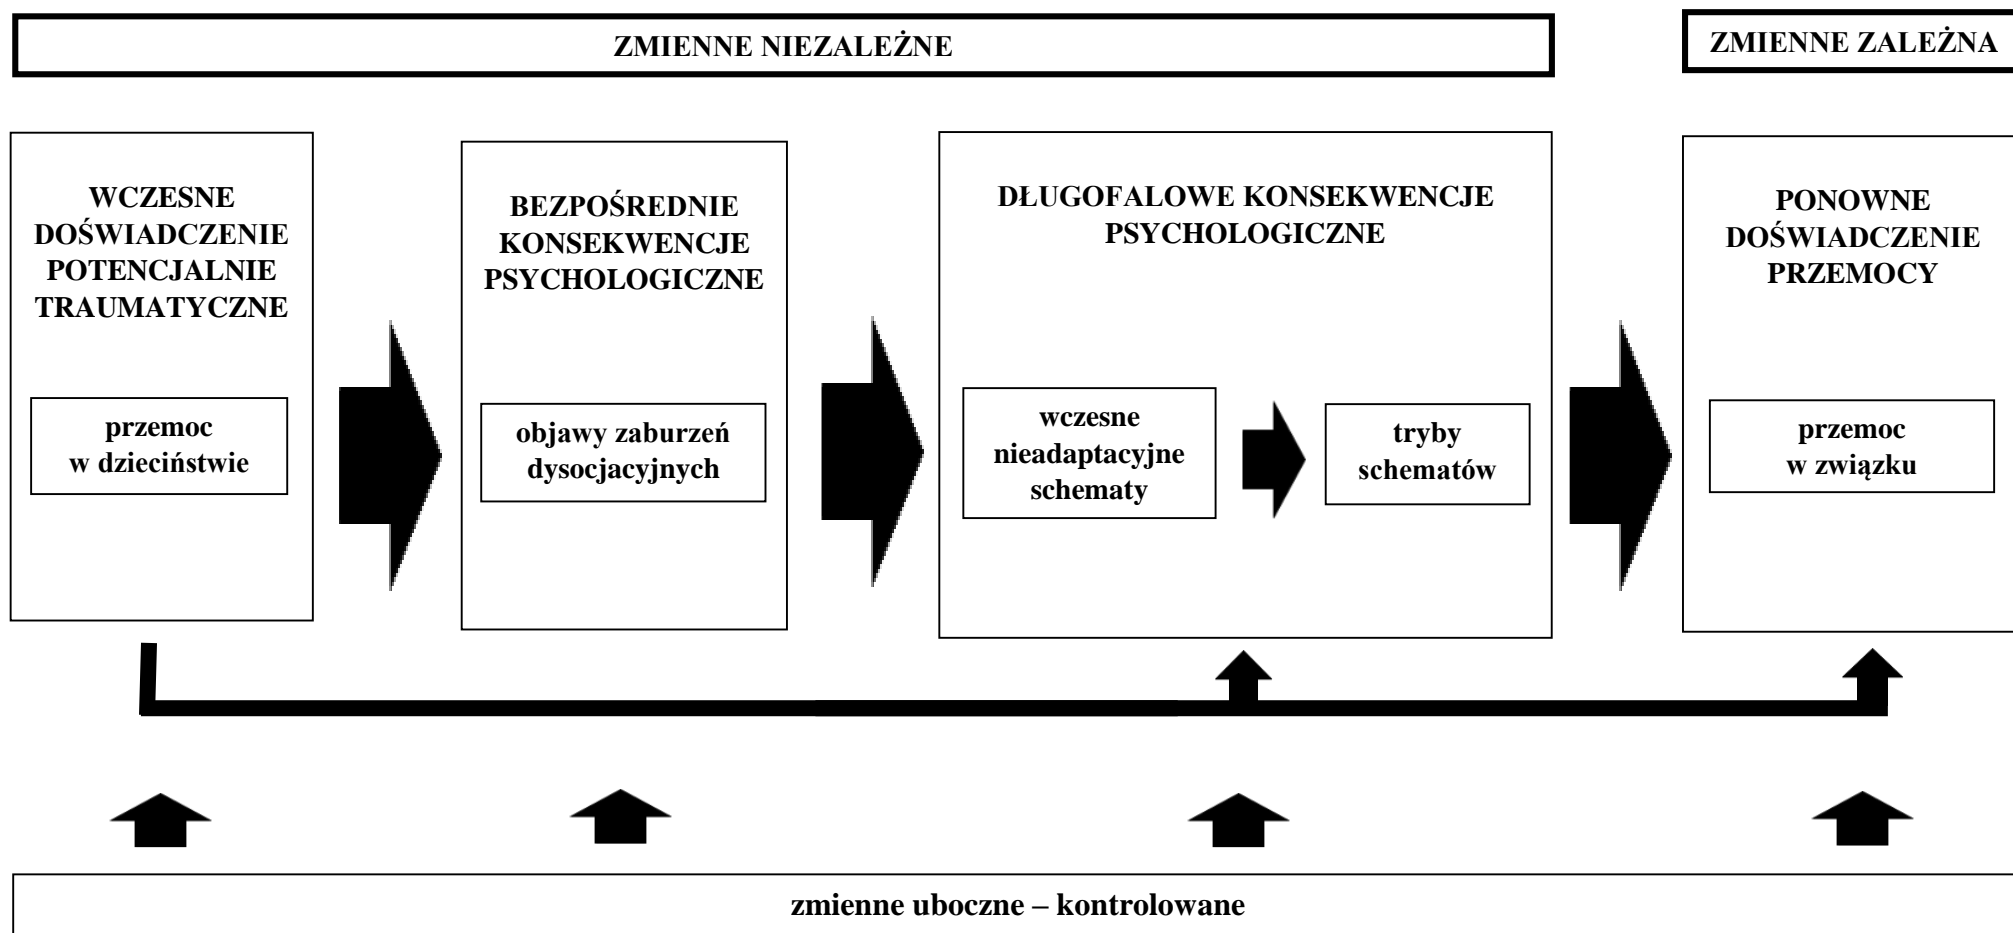 ZMIENNE NIEZALEŻNE
ZMIENNE ZALEŻNA
WCZESNE
DOŚWIADCZENIE
POTENCJALNIE
TRAUMATYCZNE
przemoc
w dzieciństwie
BEZPOŚREDNIE
KONSEKWENCJE
PSYCHOLOGICZNE
objawy zaburzeń
dysocjacyjnych
DŁUGOFALOWE KONSEKWENCJE
PSYCHOLOGICZNE
wczesne
nieadaptacyjne
schematy
tryby
schematów
PONOWNE
DOŚWIADCZENIE
PRZEMOCY
przemoc
w związku
zmienne uboczne – kontrolowane